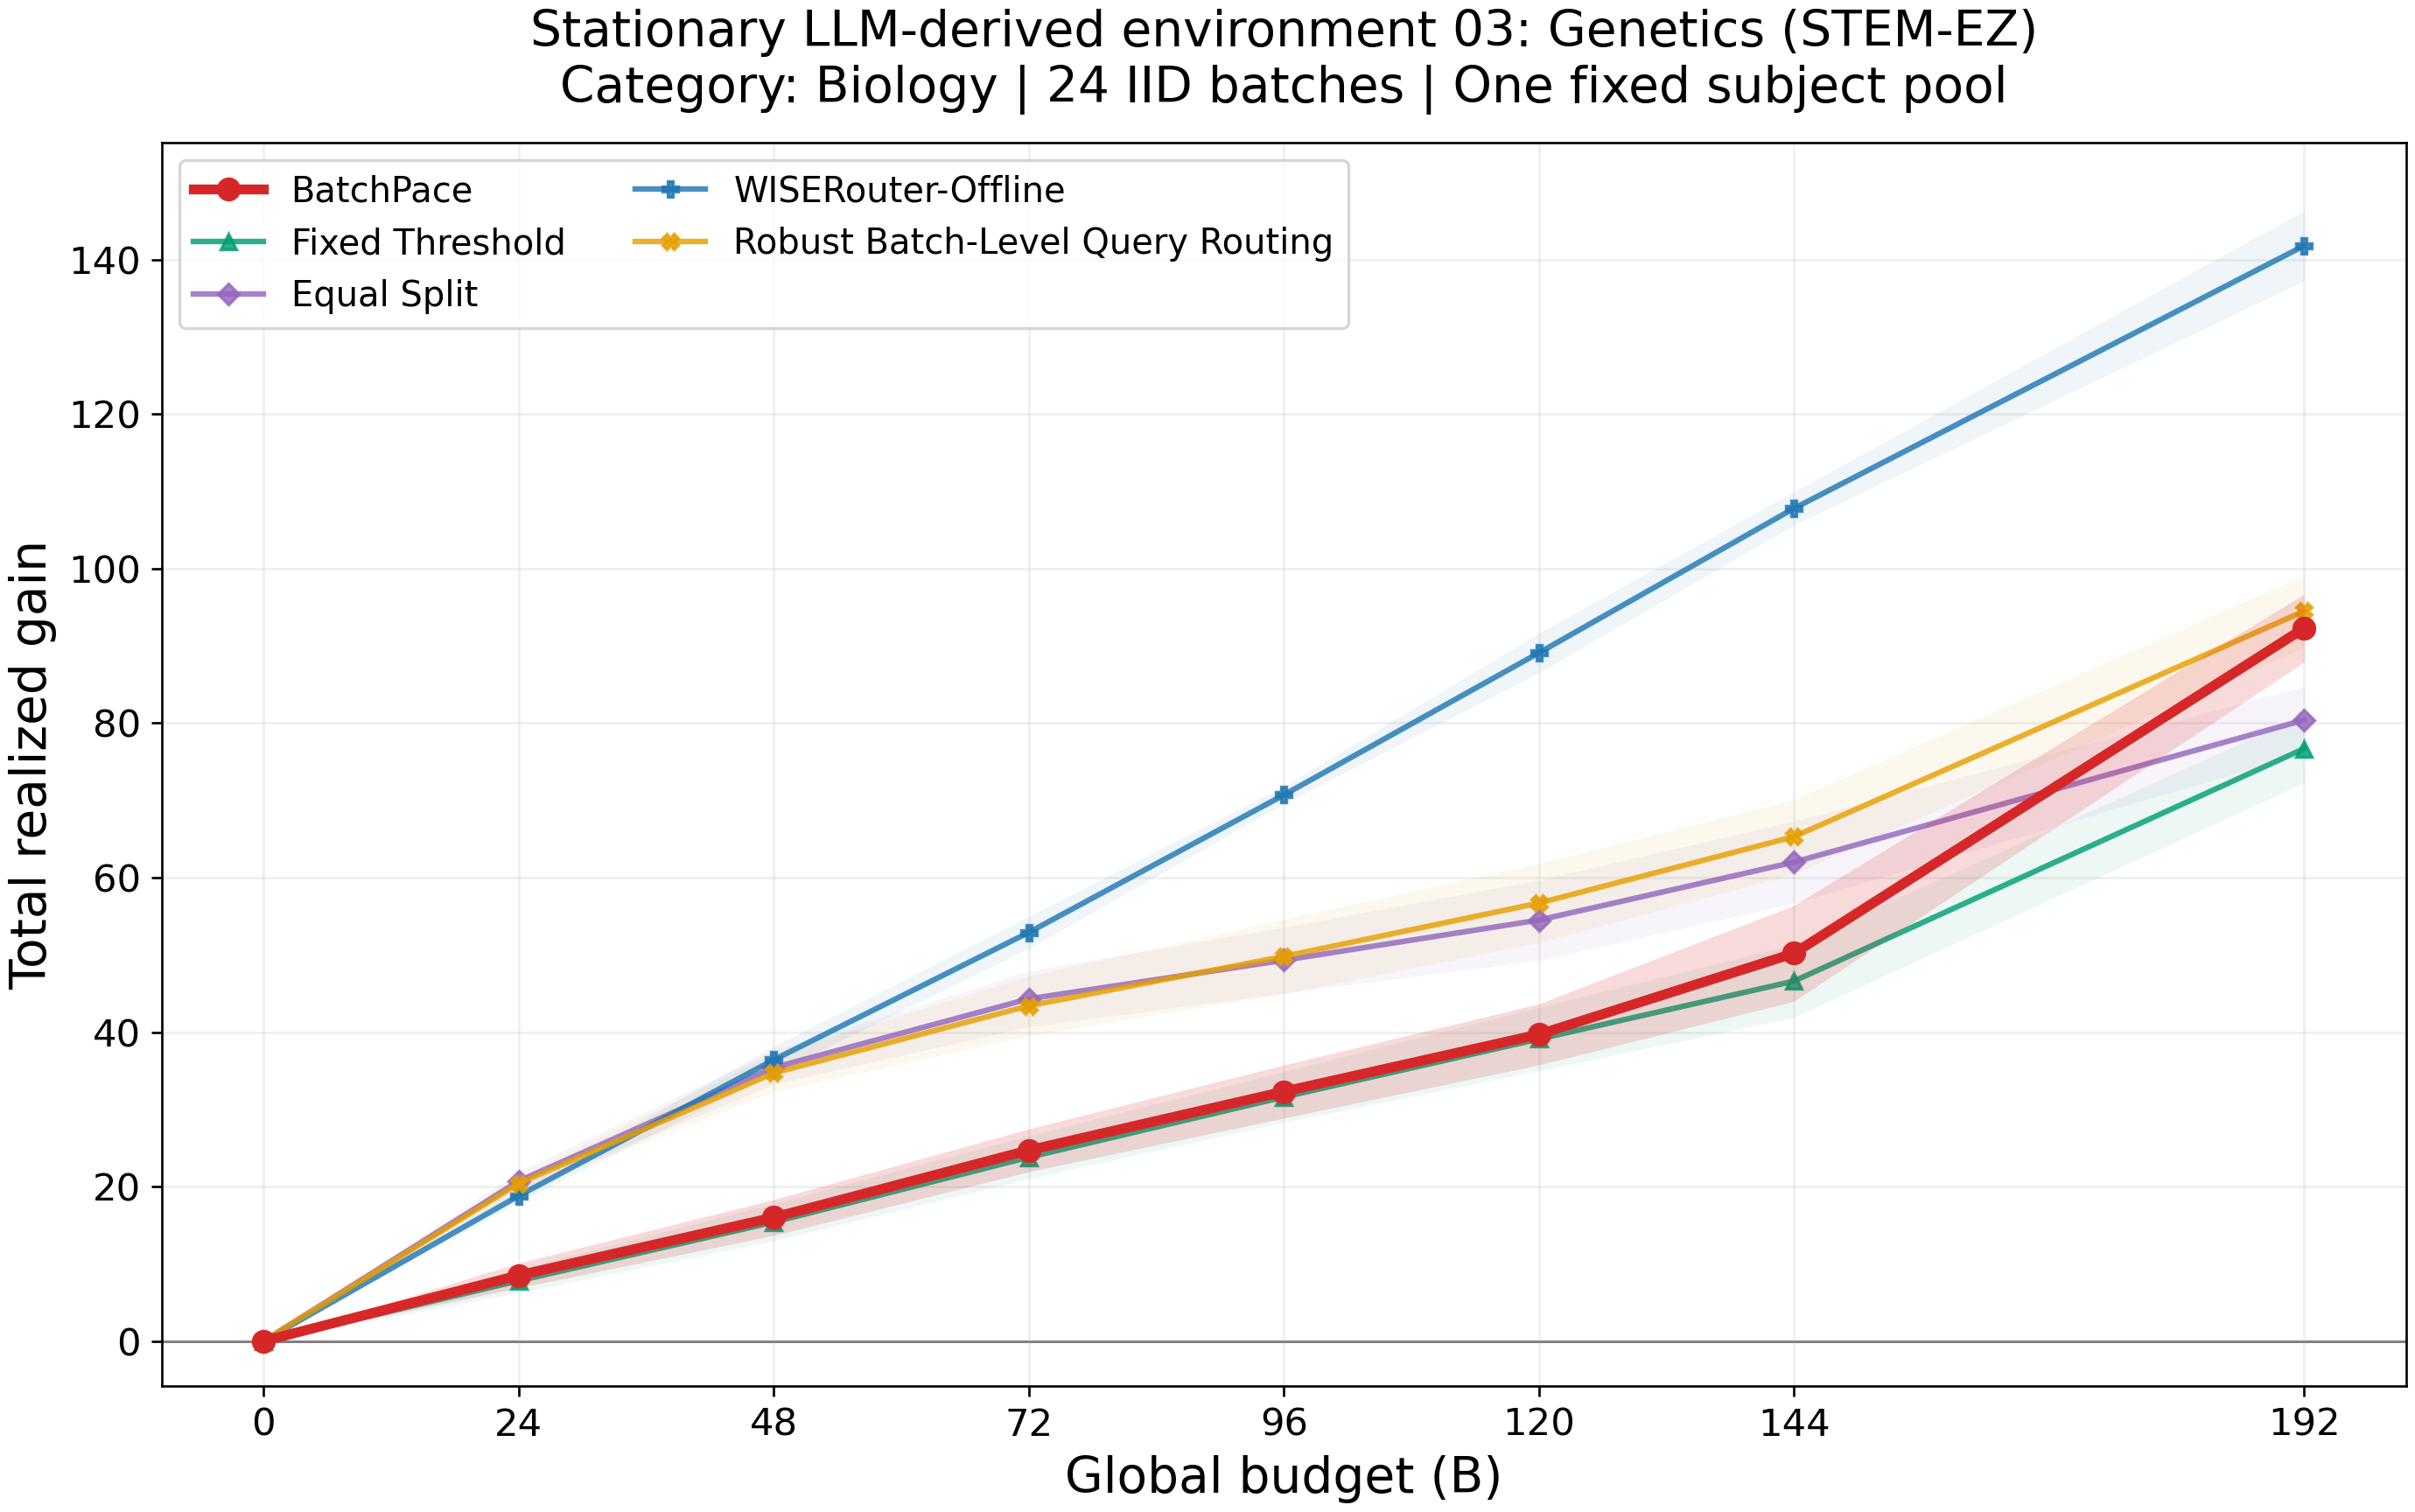 Stationary LLM-derived environment 03: Genetics (STEM-EZ)
Category: Biology | 24 IID batches | One fixed subject pool
BatchPace
Fixed Threshold
Equal Split
WISERouter-Offline
Robust Batch-Level Query Routing
Total realized gain
140
120
100
80
60
40
20
0
0 24 48 72 96 120 144 192
Global budget (B)